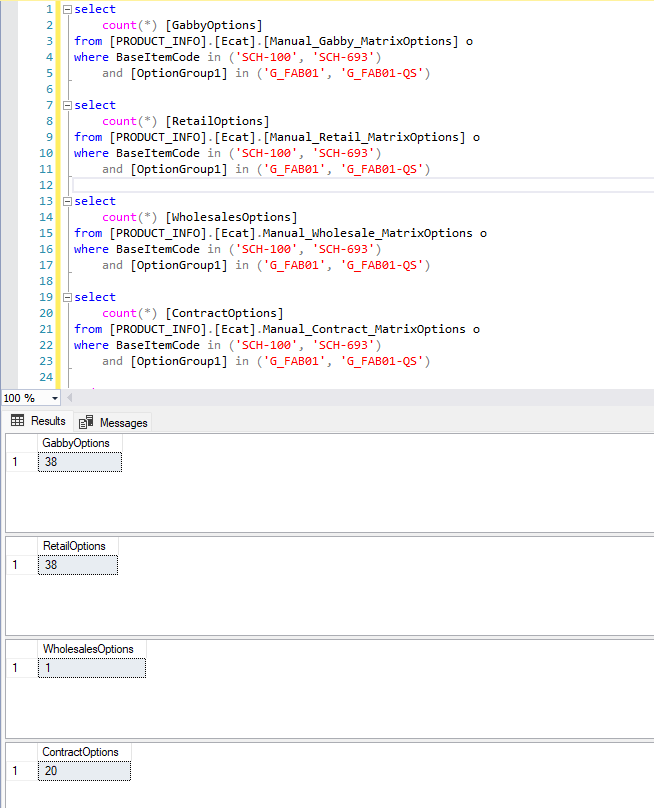 1 select
2 count(*) [GabbyOptions]
3 from [PRODUCT_INFO].[Ecat].[Manual_Gabby_MatrixOptions] o
4 where BaseItemCode in ('SCH-100', 'SCH-693')
5 and [OptionGroup1] in ('G_FAB01', 'G_FAB01-QS')
6
7 select
8 count(*) [RetailOptions]
9 from [PRODUCT_INFO].[Ecat].[Manual_Retail_MatrixOptions] o
10 where BaseItemCode in ('SCH-100', 'SCH-693')
11 and [OptionGroup1] in ('G_FAB01', 'G_FAB01-QS')
12
13 select
14 count(*) [WholesalesOptions]
15 from [PRODUCT_INFO].[Ecat].Manual_Wholesale_MatrixOptions o
16 where BaseItemCode in ('SCH-100', 'SCH-693')
17 and [OptionGroup1] in ('G_FAB01', 'G_FAB01-QS')
18
19 select
20 count(*) [ContractOptions]
21 from [PRODUCT_INFO].[Ecat].Manual_Contract_MatrixOptions o
22 where BaseItemCode in ('SCH-100', 'SCH-693')
23 and [OptionGroup1] in ('G_FAB01', 'G_FAB01-QS')
24
100 %
Results Messages
GabbyOptions
1 38
RetailOptions
1 38
WholesalesOptions
1 1
ContractOptions
1 20